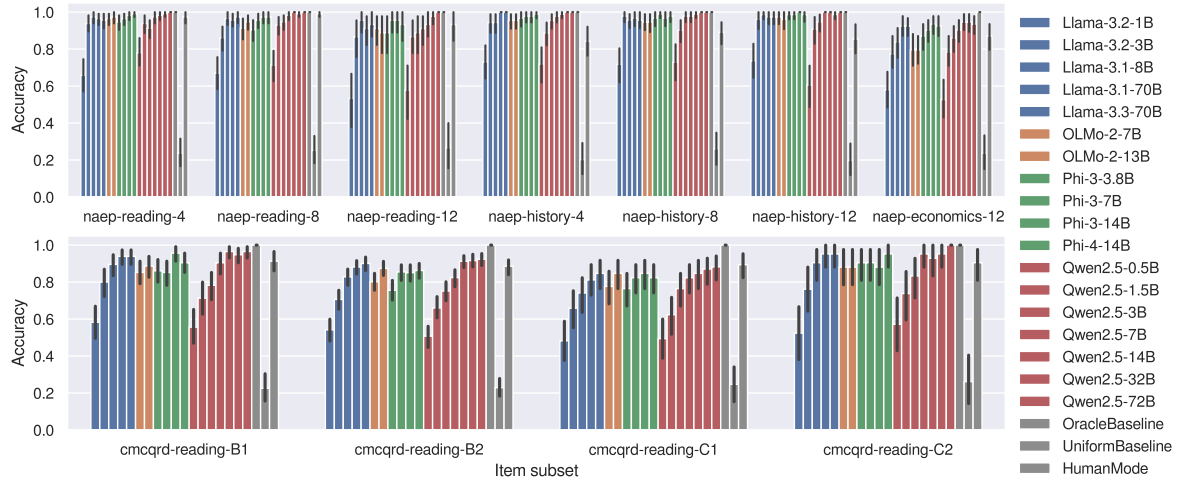 1.0
0.8
0.6
0.4
0.2
0.0
Accuracy
naep-reading-4 naep-reading-8 naep-reading-12 naep-history-4 naep-history-8 naep-history-12 naep-economics-12
1.0
0.8
0.6
0.4
0.2
0.0
Accuracy
cmcqrd-reading-B1 cmcqrd-reading-B2 cmcqrd-reading-C1 cmcqrd-reading-C2
Item subset
Llama-3.2-1B
Llama-3.2-3B
Llama-3.1-8B
Llama-3.1-70B
Llama-3.3-70B
OLMo-2-7B
OLMo-2-13B
Phi-3-3.8B
Phi-3-7B
Phi-3-14B
Phi-4-14B
Qwen2.5-0.5B
Qwen2.5-1.5B
Qwen2.5-3B
Qwen2.5-7B
Qwen2.5-14B
Qwen2.5-32B
Qwen2.5-72B
OracleBaseline
UniformBaseline
HumanMode